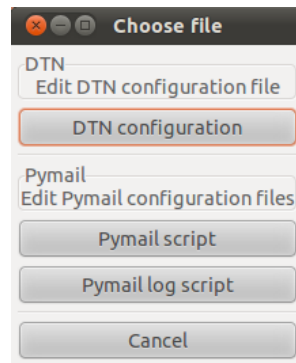 Choose file
DTN
Edit DTN configuration file
DTN configuration
Pymail
Edit Pymail configuration files
Pymail script
Pymail log script
Cancel